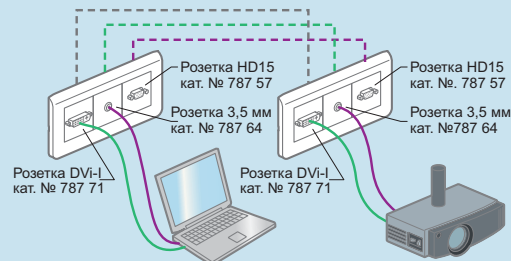 Розетка HD15
кат. № 787 57
Розетка 3,5 мм
кат. № 787 64
Розетка DVi-I
кат. № 787 71
Розетка HD15
кат. №. 787 57
Розетка 3,5 мм
кат. №787 64
Розетка DVi-I
кат. № 787 71